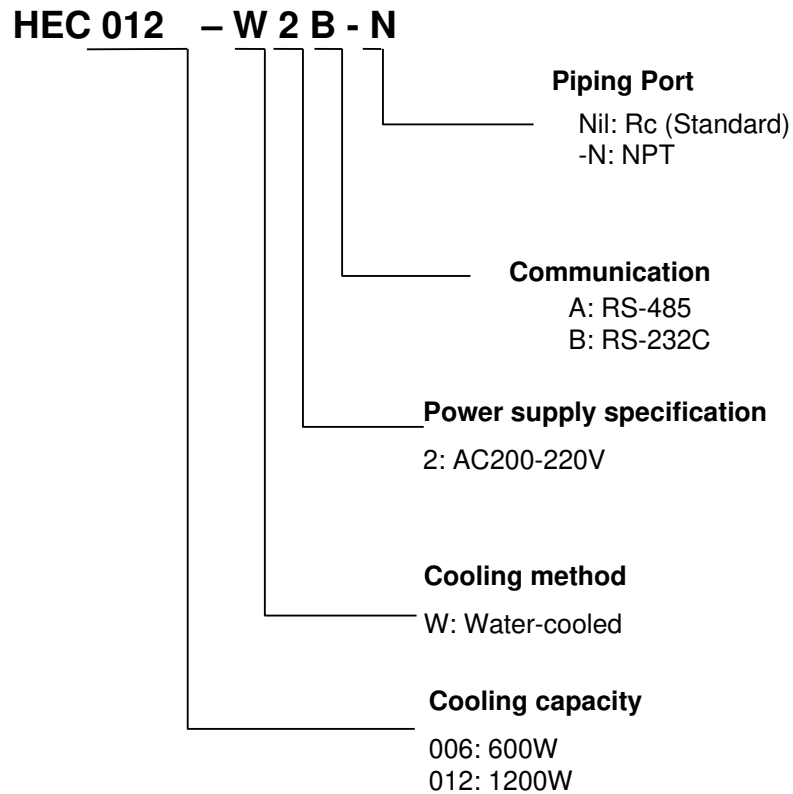 HEC 012 – W 2 B - N
Piping Port
Nil: Rc (Standard)
-N: NPT
Communication
A: RS-485
B: RS-232C
Power supply specification
2: AC200-220V
Cooling method
W: Water-cooled
Cooling capacity
006: 600W
012: 1200W